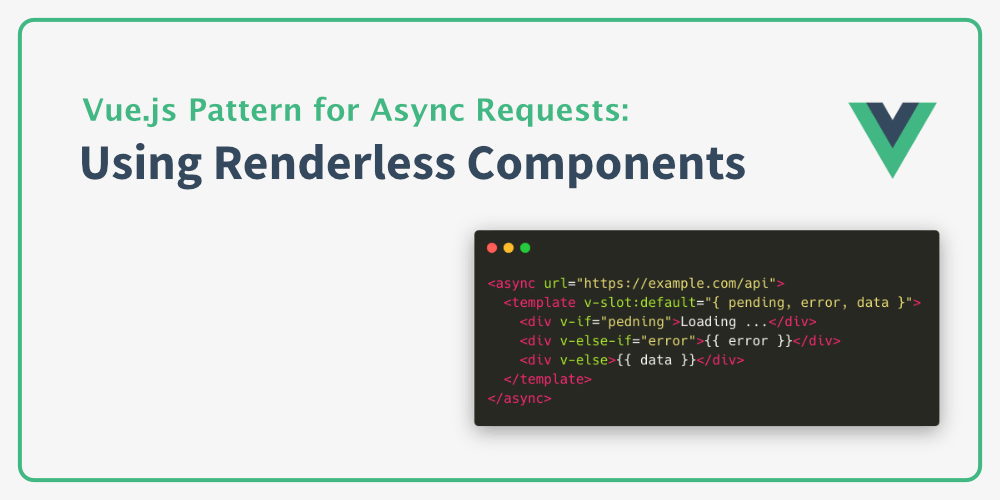 Vue.js Pattern for Async Requests:
Using Renderless Components
<async url="https://example.com/api">
  <template v-slot:default="{ pending, error, data }">
    <div v-if="pedning">Loading ...</div>
    <div v-else-if="error">{{ error }}</div>
    <div v-else>{{ data }}</div>
  </template>
</async>